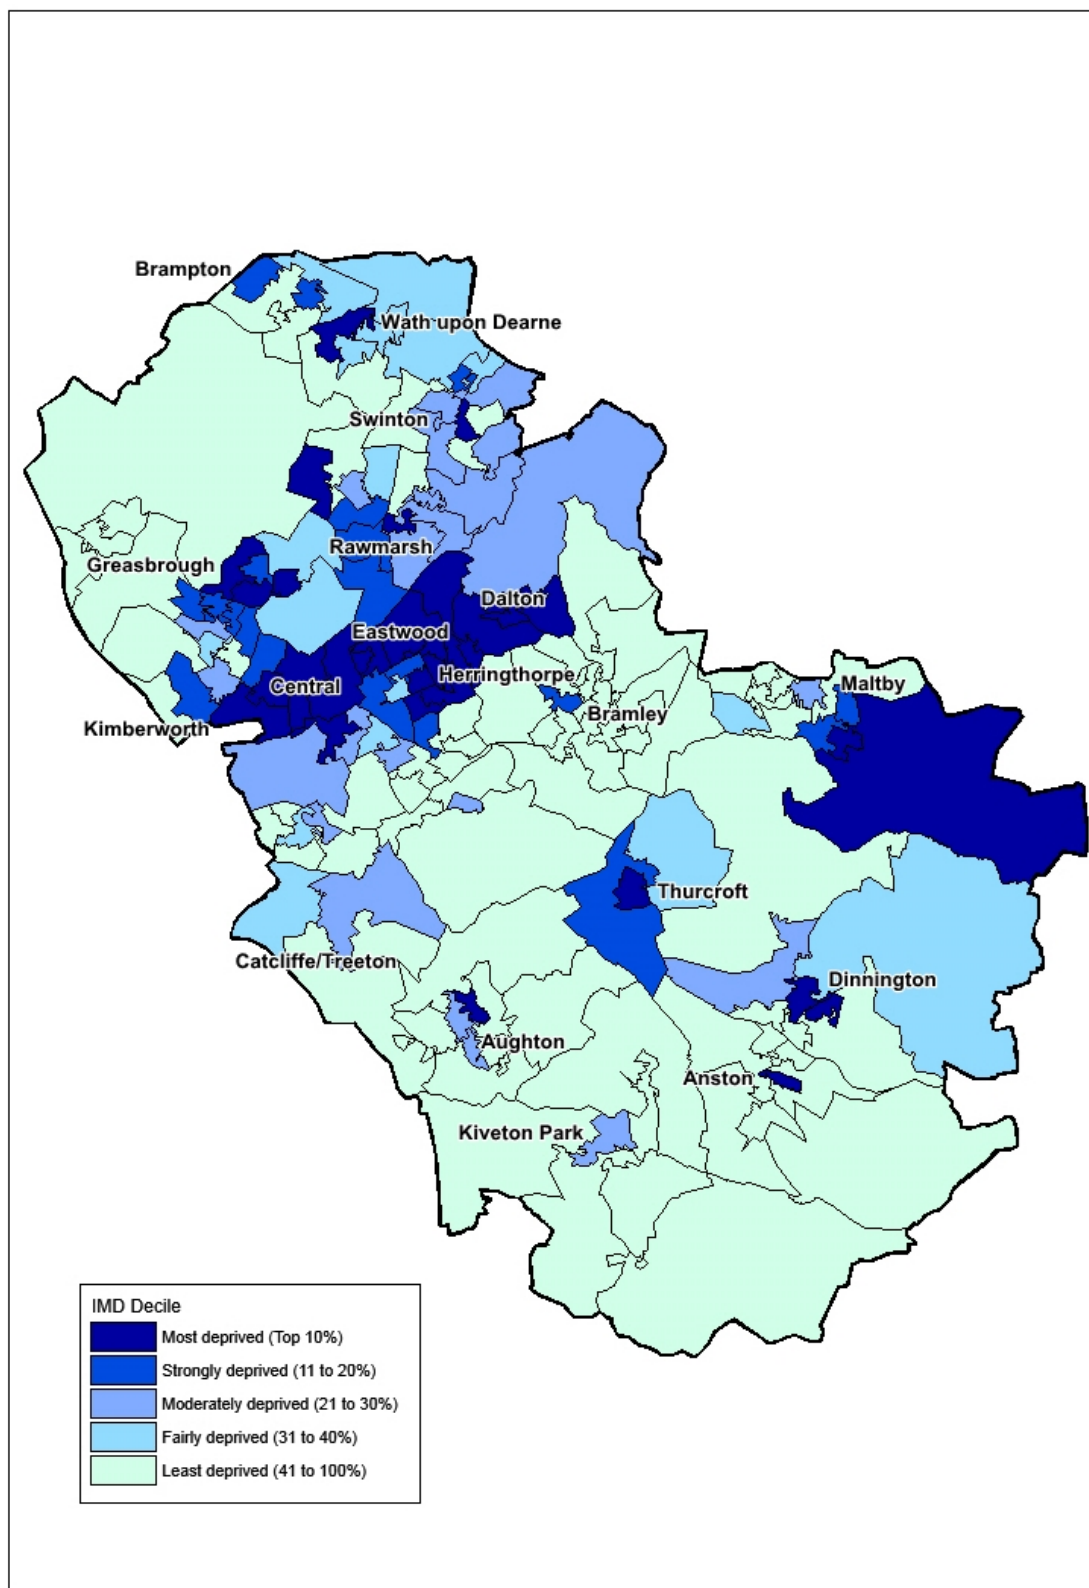 Brampton
Wath upon Dearne
Swinton
Rawmarsh
Greasbrough
Dalton
Eastwood
Herringthorpe
Central
Maltby
Bramley
Kimberworth
Thurcroft
Catcliffe/Treeton
Dinnington
Aughton
Anston
Kiveton Park
IMD Decile
Most deprived (Top 10%)
Strongly deprived (11 to 20%)
Moderately deprived (21 to 30%)
Fairly deprived (31 to 40%)
Least deprived (41 to 100%)